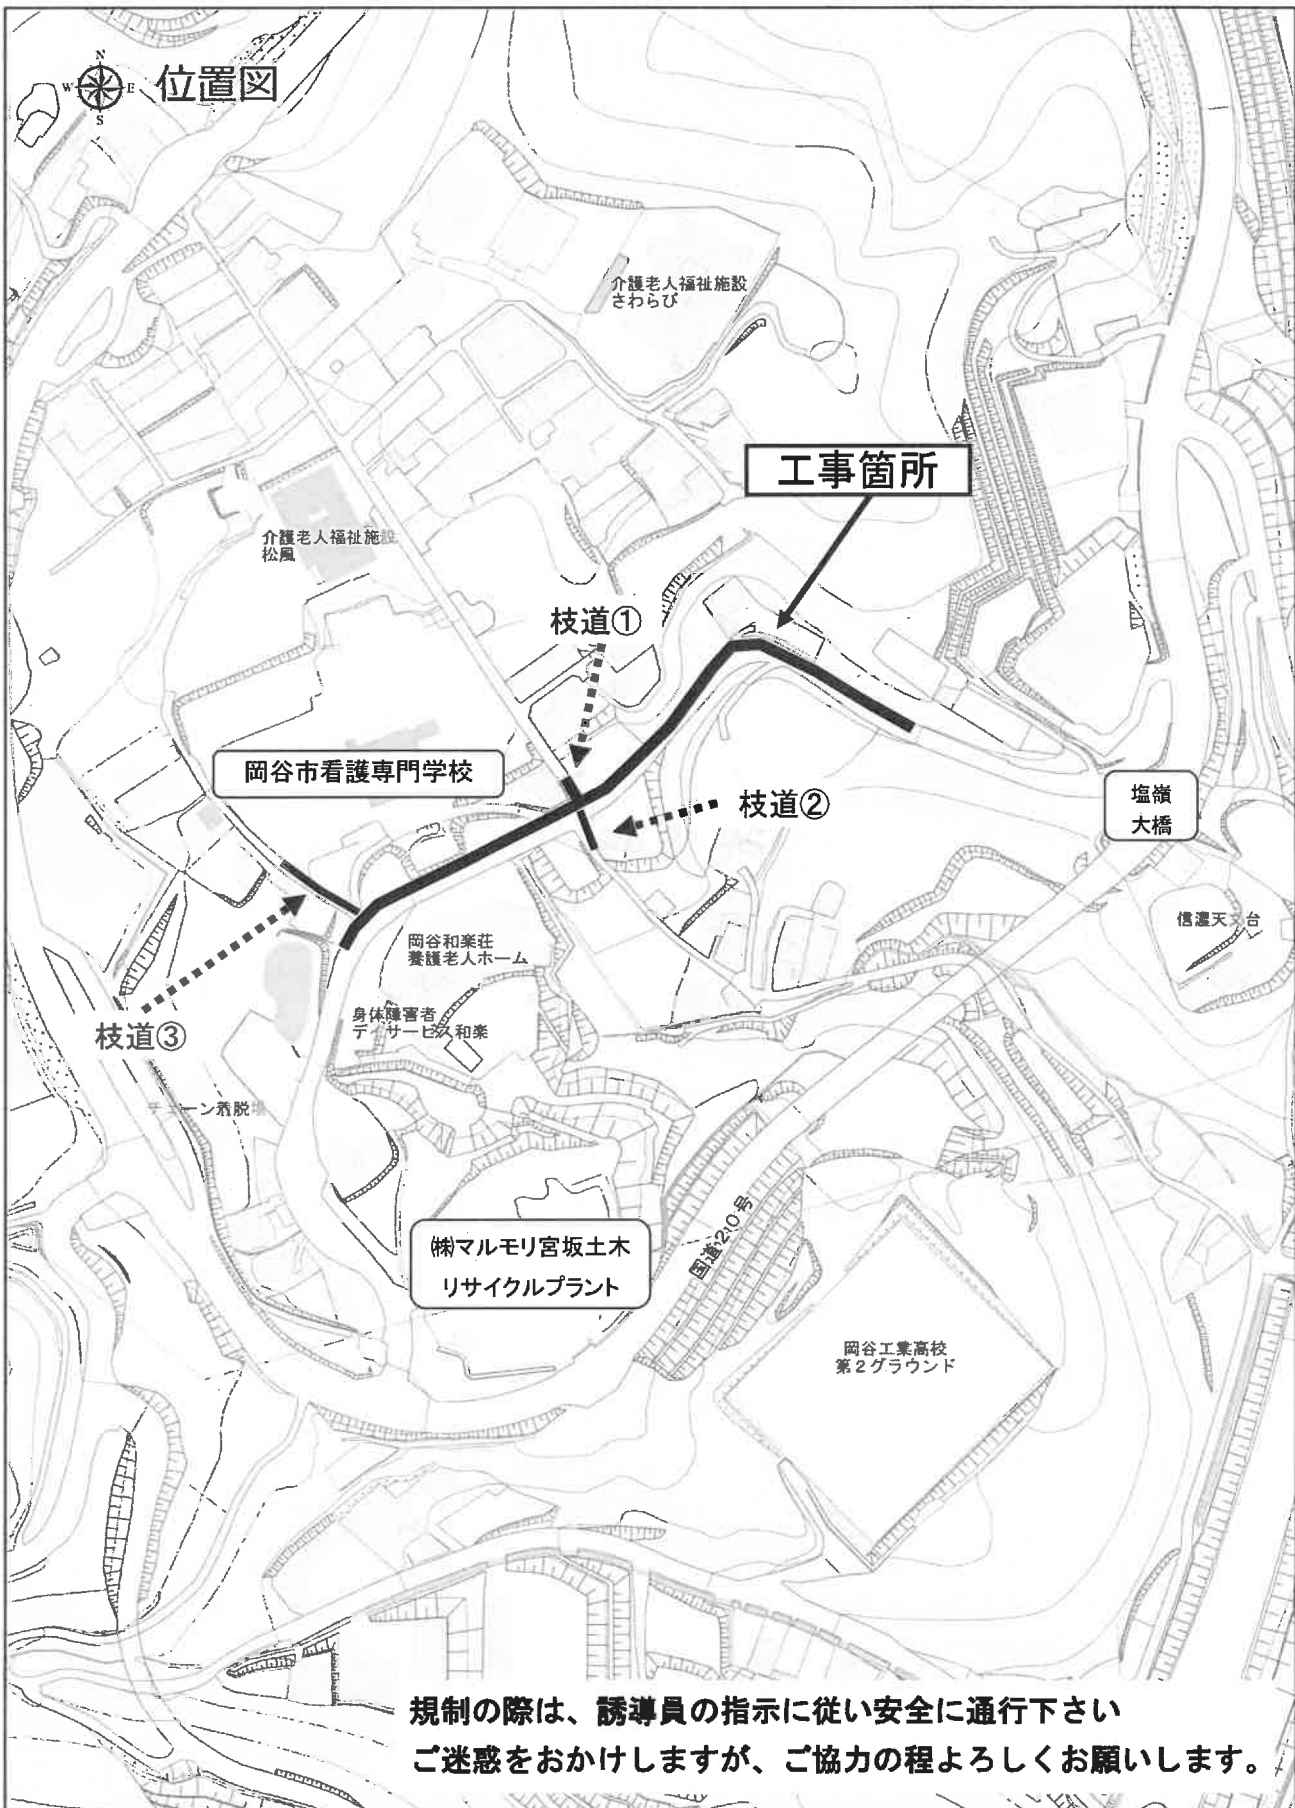 N
W
E
S
位置図
介護老人福祉施設
さわらび
工事箇所
介護老人福祉施設
松風
枝道①
岡谷市看護専門学校
枝道②
塩嶺
大橋
信濃天文台
岡谷和楽荘
養護老人ホーム
身体障害者
デイサービス和楽
枝道③
チェーン着脱場
㈱マルモリ宮坂土木
リサイクルプラント
国道210号
岡谷工業高校
第2グラウンド
規制の際は、誘導員の指示に従い安全に通行下さい
ご迷惑をおかけしますが、ご協力の程よろしくお願いします。